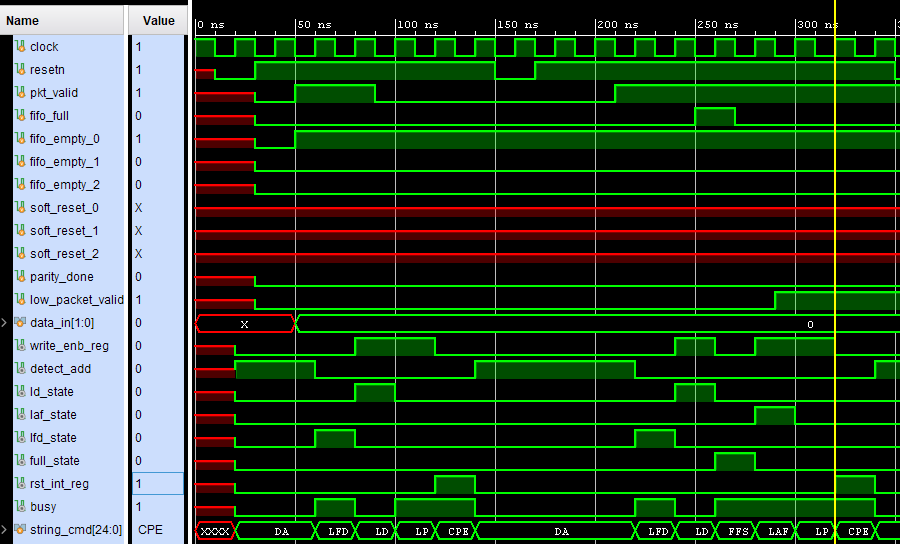 Name Value 0 ns 50 ns 100 ns 150 ns 200 ns 250 ns 300 ns
clock 1
resetn 1
pkt_valid 1
fifo_full 0
fifo_empty_0 1
fifo_empty_1 0
fifo_empty_2 0
soft_reset_0 X
soft_reset_1 X
soft_reset_2 X
parity_done 0
low_packet_valid 1
data_in[1:0] 0 X 0
write_enb_reg 0
detect_add 0
ld_state 0
laf_state 0
lfd_state 0
full_state 0
rst_int_reg 1
busy 1
string_cmd[24:0] CPE XXXX DA LFD LD LP CPE DA LFD LD FFS LAF LP CPE